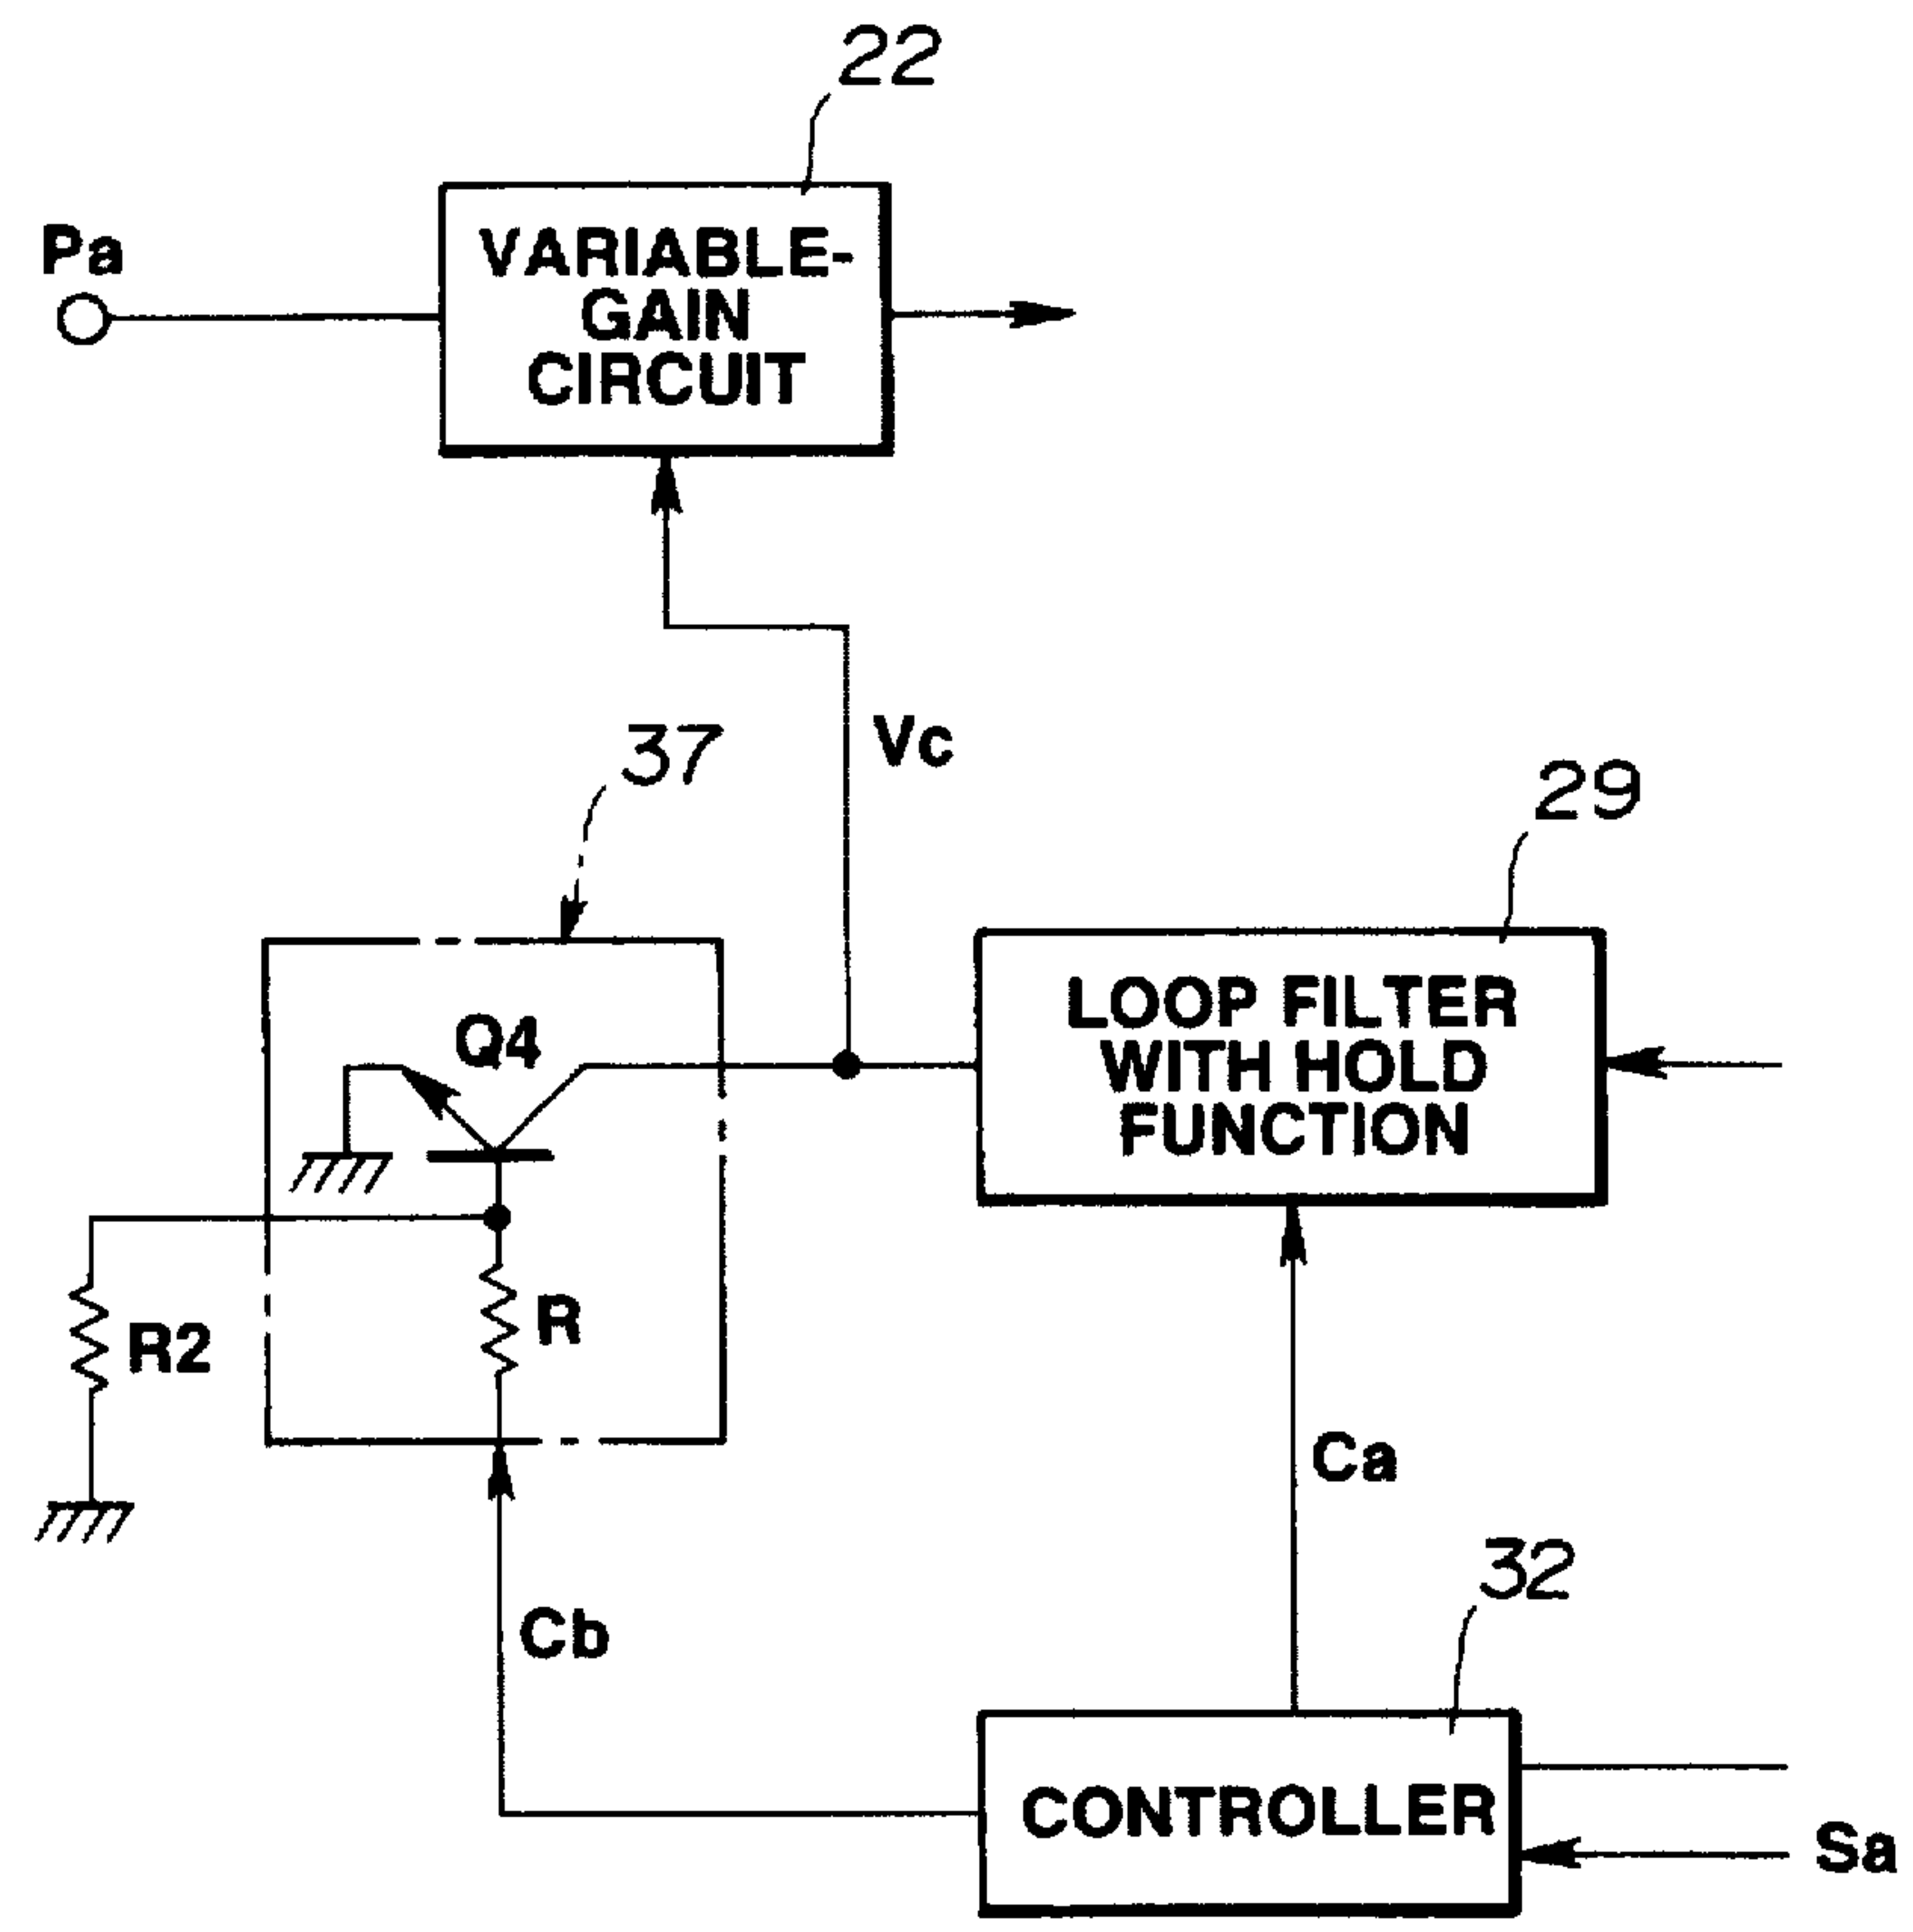 22
Pa
VARIABLE-
GAIN
CIRCUIT
Vc
37
29
Q4
LOOP FILTER
WITH HOLD
FUNCTION
R
R2
Ca
Cb
32
CONTROLLER
Sa